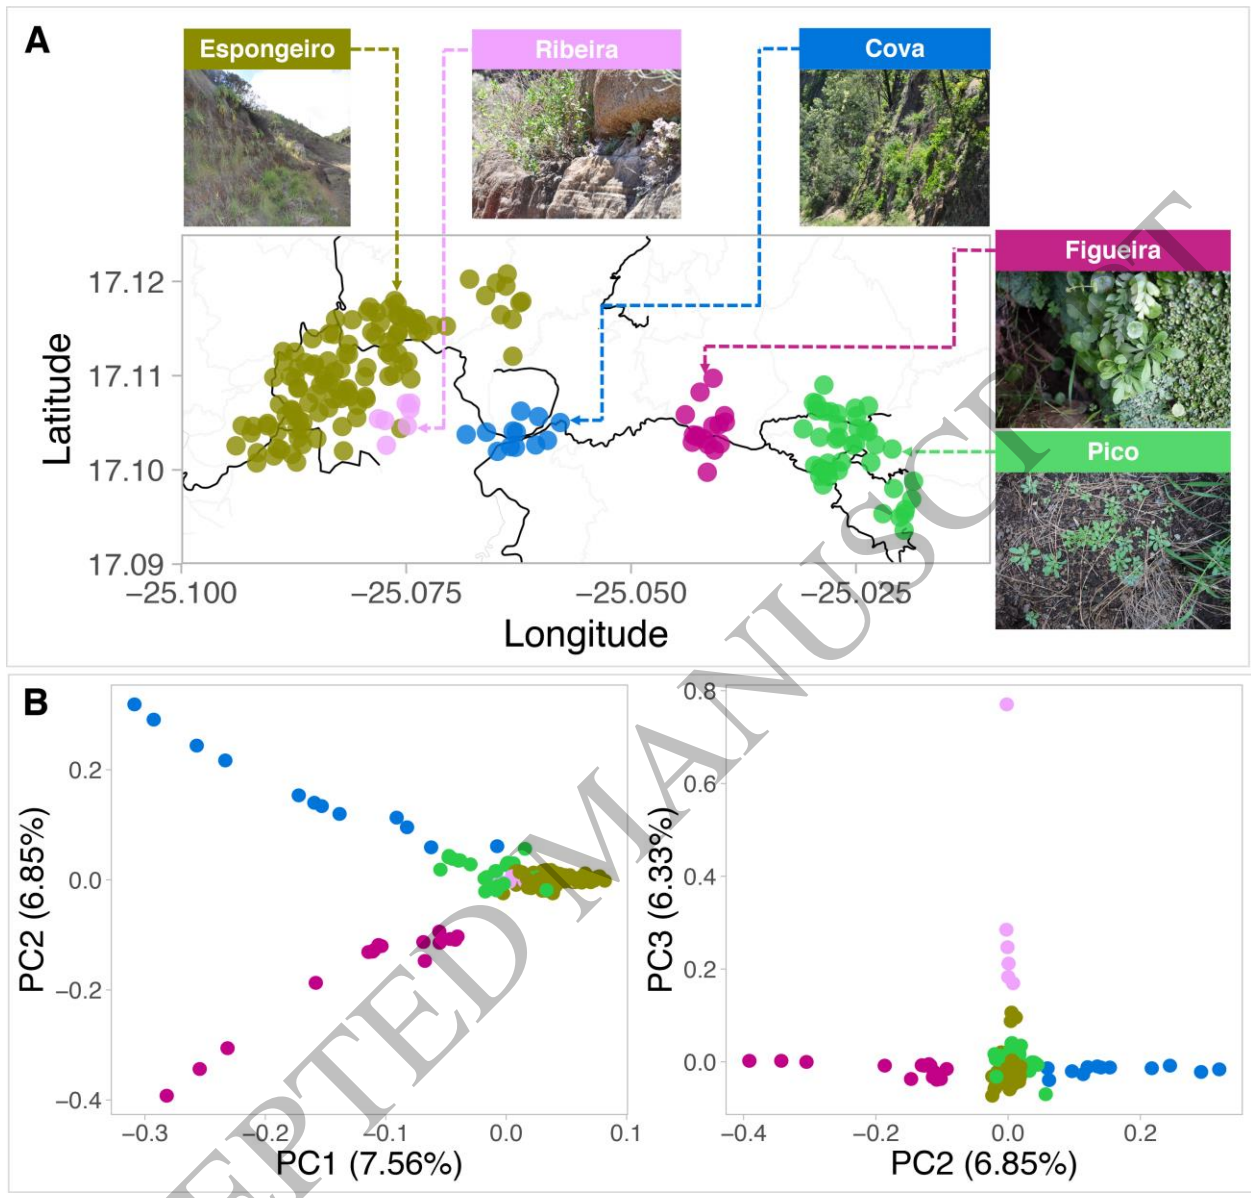 A
Espongeiro
Ribeira
Cova
Figueira
Pico
Latitude
17.12
17.11
17.10
17.09
−25.100
−25.075
−25.050
−25.025
Longitude
B
PC2 (6.85%)
0.2
0.0
−0.2
−0.4
−0.3
−0.2
−0.1
0.0
0.1
PC1 (7.56%)
PC3 (6.33%)
0.8
0.6
0.4
0.2
0.0
−0.4
−0.2
0.0
0.2
PC2 (6.85%)
EPTED MANUSCRIPT